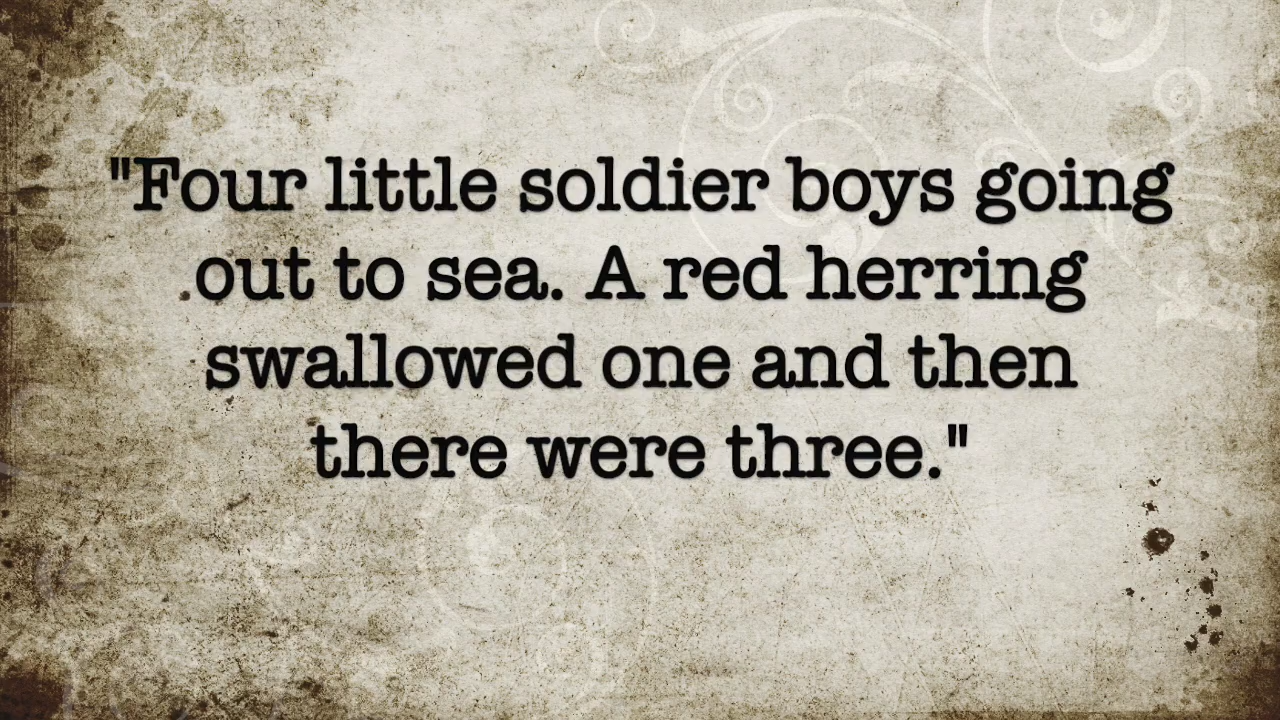 "Four little soldier boys going
out to sea. A red herring
swallowed one and then
there were three."